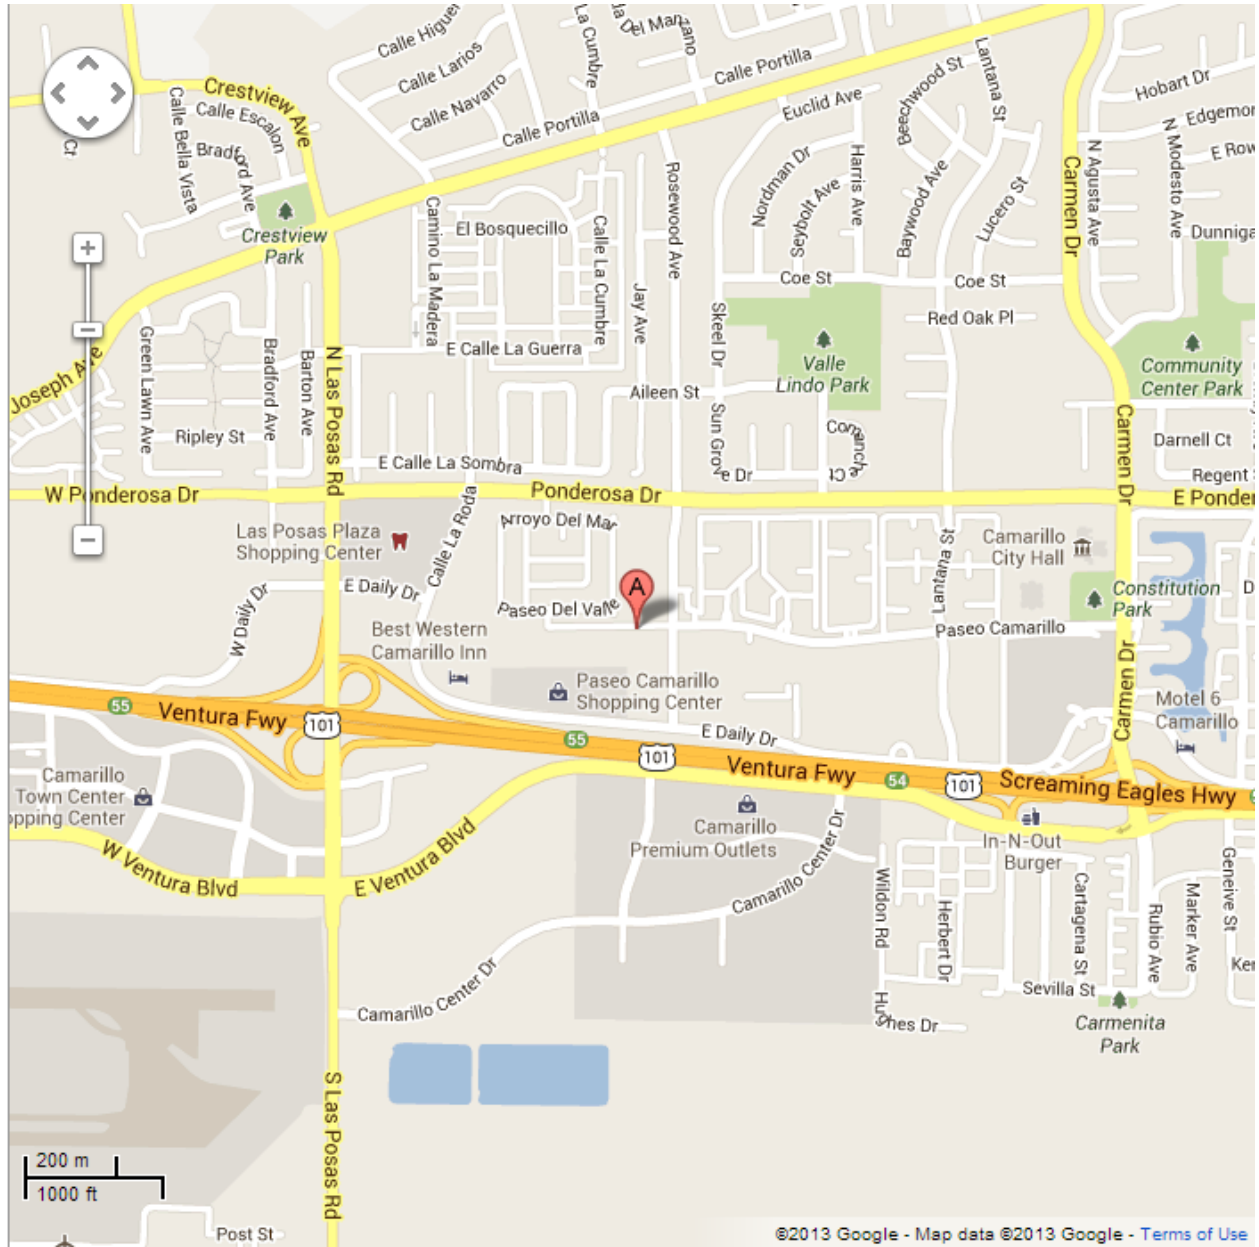 Calle Higue
La Cumbre
Del Man
zano
Calle Larios
Calle Navarro
Calle Portilla
Calle Portilla
Crestview Ave
Calle Escalon
Calle Bella Vista
Bradford Ave
Ct
Euclid Ave
Beechwood St
Lantana St
Hobart Dr
Edgemon
E Row
N Modesto Ave
N Agusta Ave
Carmen Dr
Dunniga
Nordman Dr
Seybolt Ave
Harris Ave
Baywood Ave
Lucero St
Rosewood Ave
Crestview
Park
El Bosquecillo
Camino La Madera
Calle La Cumbre
Jay Ave
Coe St
Coe St
Red Oak Pl
Skeel Dr
Valle
Lindo Park
Community
Center Park
E Calle La Guerra
Aileen St
Joseph Ave
Green Lawn Ave
Bradford Ave
Barton Ave
N Las Posas Rd
Ripley St
Sun Grove Dr
Comanche Ct
Carmen Dr
Darnell Ct
Regent
E Calle La Sombra
W Ponderosa Dr
Ponderosa Dr
E Ponder
Las Posas Plaza
Shopping Center
Calle La Roda
Arroyo Del Mar
Lantana St
Camarillo
City Hall
Constitution
Park
D
W Daily Dr
E Daily Dr
A
Paseo Del Valle
Paseo Camarillo
Best Western
Camarillo Inn
Paseo Camarillo
Shopping Center
Carmen Dr
Motel 6
Camarillo
55
Ventura Fwy
101
55
101
E Daily Dr
Ventura Fwy
54
101
Screaming Eagles Hwy
Camarillo
Town Center
opping Center
W Ventura Blvd
E Ventura Blvd
Camarillo
Premium Outlets
Camarillo Center Dr
In-N-Out
Burger
Wildon Rd
Herbert Dr
Cartagena St
Rubio Ave
Marker Ave
Geneive St
Ker
Camarillo Center Dr
Hughes Dr
Sevilla St
Carmenita
Park
S Las Posas Rd
200 m
1000 ft
Post St
©2013 Google - Map data ©2013 Google - Terms of Use